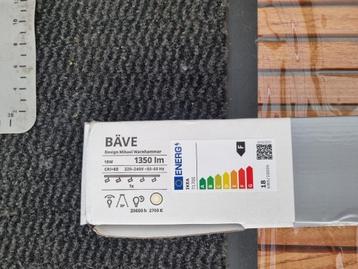 BÄVE
Design Mikael Warnhammar
18W 1350 lm
CRI>80 220-240V ~50-60 Hz
1x
25000 h 2700 K
ENERG
IKEA
A
B
C
D
E
F
G
F
18